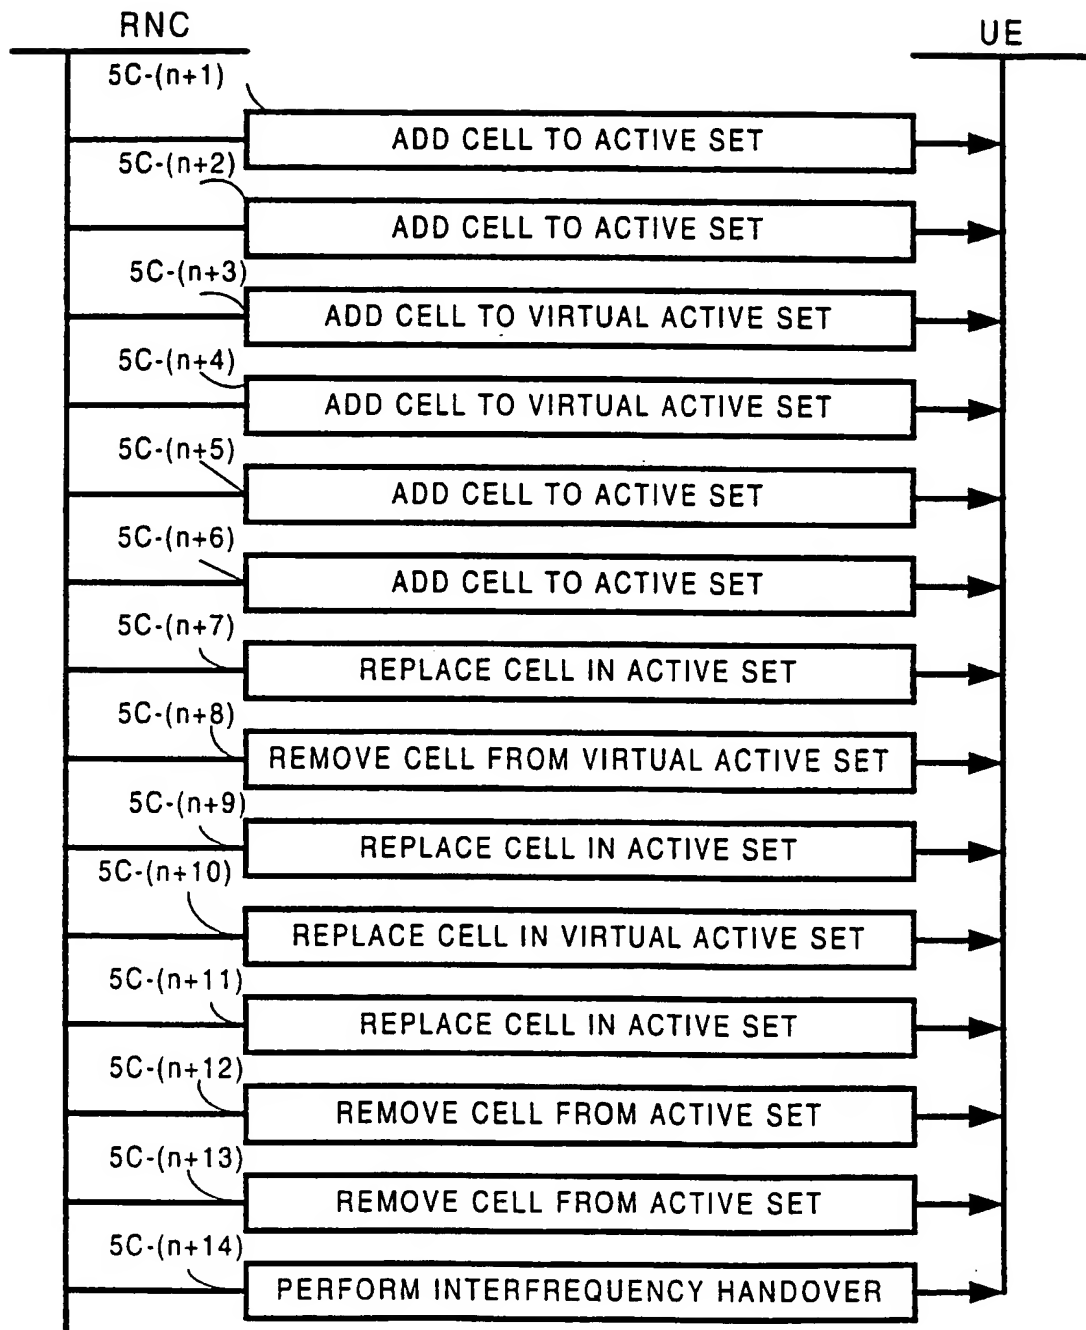 RNC
UE
5C-(n+1)
ADD CELL TO ACTIVE SET
5C-(n+2)
ADD CELL TO ACTIVE SET
5C-(n+3)
ADD CELL TO VIRTUAL ACTIVE SET
5C-(n+4)
ADD CELL TO VIRTUAL ACTIVE SET
5C-(n+5)
ADD CELL TO ACTIVE SET
5C-(n+6)
ADD CELL TO ACTIVE SET
5C-(n+7)
REPLACE CELL IN ACTIVE SET
5C-(n+8)
REMOVE CELL FROM VIRTUAL ACTIVE SET
5C-(n+9)
REPLACE CELL IN ACTIVE SET
5C-(n+10)
REPLACE CELL IN VIRTUAL ACTIVE SET
5C-(n+11)
REPLACE CELL IN ACTIVE SET
5C-(n+12)
REMOVE CELL FROM ACTIVE SET
5C-(n+13)
REMOVE CELL FROM ACTIVE SET
5C-(n+14)
PERFORM INTERFREQUENCY HANDOVER